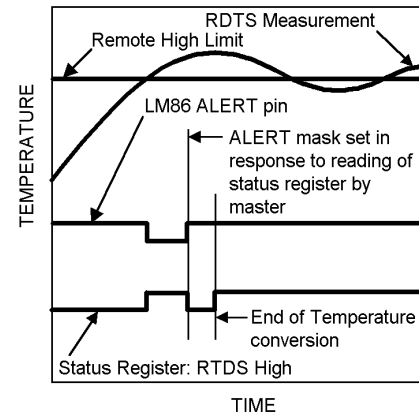 RDTS Measurement
Remote High Limit
LM86 ALERT pin
ALERT mask set in
response to reading of
status register by
master
TEMPERATURE
End of Temperature
conversion
Status Register: RTDS High
TIME